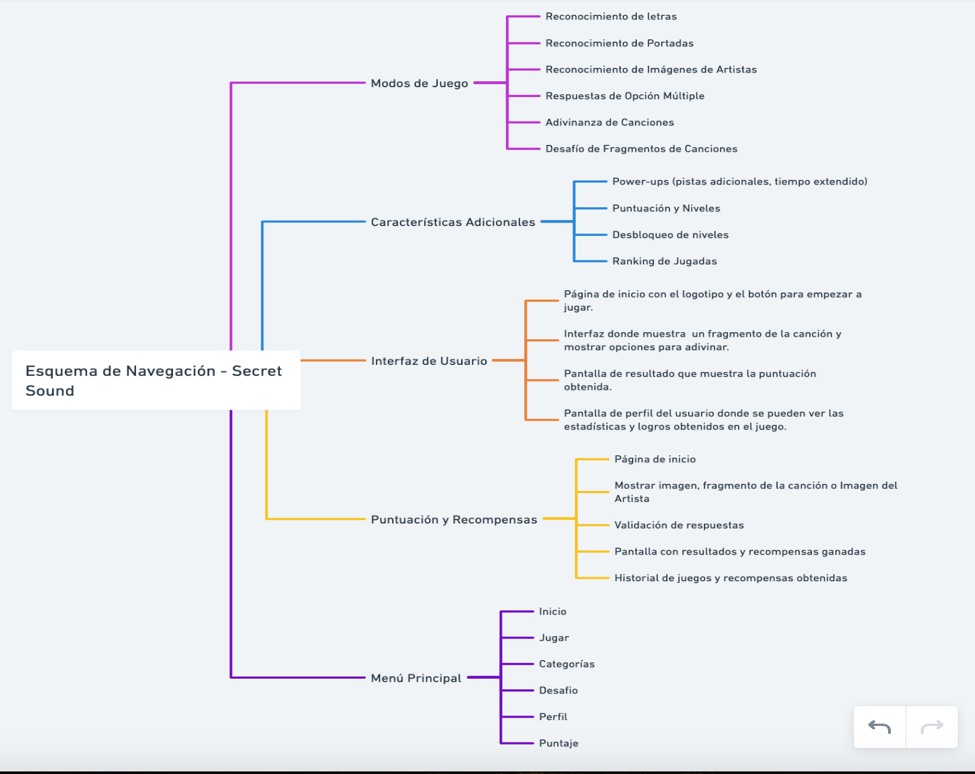 Reconocimiento de letras
Reconocimiento de Portadas
Reconocimiento de Imágenes de Artistas
Modos de Juego
Respuestas de Opción Múltiple
Adivinanza de Canciones
Desafío de Fragmentos de Canciones
Power-ups (pistas adicionales, tiempo extendido)
Puntuación y Niveles
Características Adicionales
Desbloqueo de niveles
Ranking de Jugadas
Página de inicio con el logotipo y el botón para empezar a
jugar.
Interfaz donde muestra  un fragmento de la canción y
mostrar opciones para adivinar.
Interfaz de Usuario
Esquema de Navegación - Secret
Sound
Pantalla de resultado que muestra la puntuación
obtenida.
Pantalla de perfil del usuario donde se pueden ver las
estadísticas y logros obtenidos en el juego.
Página de inicio
Mostrar imagen, fragmento de la canción o Imagen del
Artista
Puntuación y Recompensas
Validación de respuestas
Pantalla con resultados y recompensas ganadas
Historial de juegos y recompensas obtenidas
Inicio
Jugar
Categorías
Menú Principal
Desafio
Perfil
Puntaje